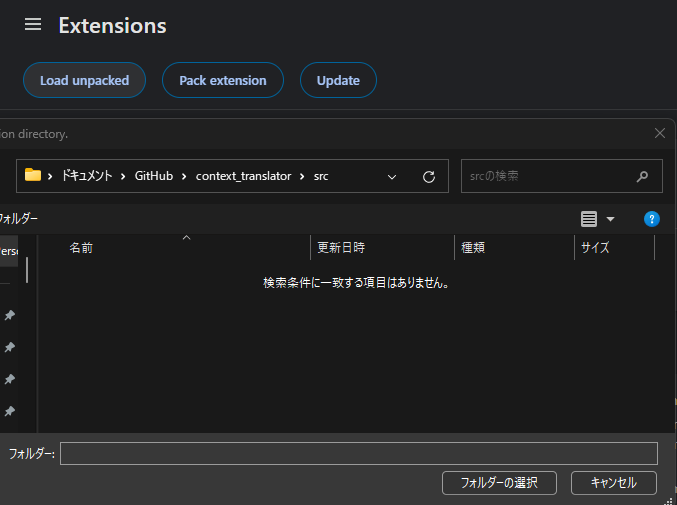 Extensions
Load unpacked Pack extension Update
ion directory.
ドキュメント GitHub context_translator src srcの検索
フォルダー
名前 更新日時 種類 サイズ
Perso
検索条件に一致する項目はありません。
フォルダー:
フォルダーの選択 キャンセル